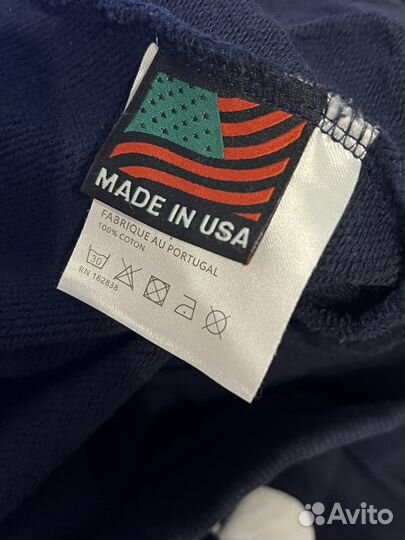 MADE IN USA
FABRIQUE AU PORTUGAL
100% COTON
30
RN 162838
Avito